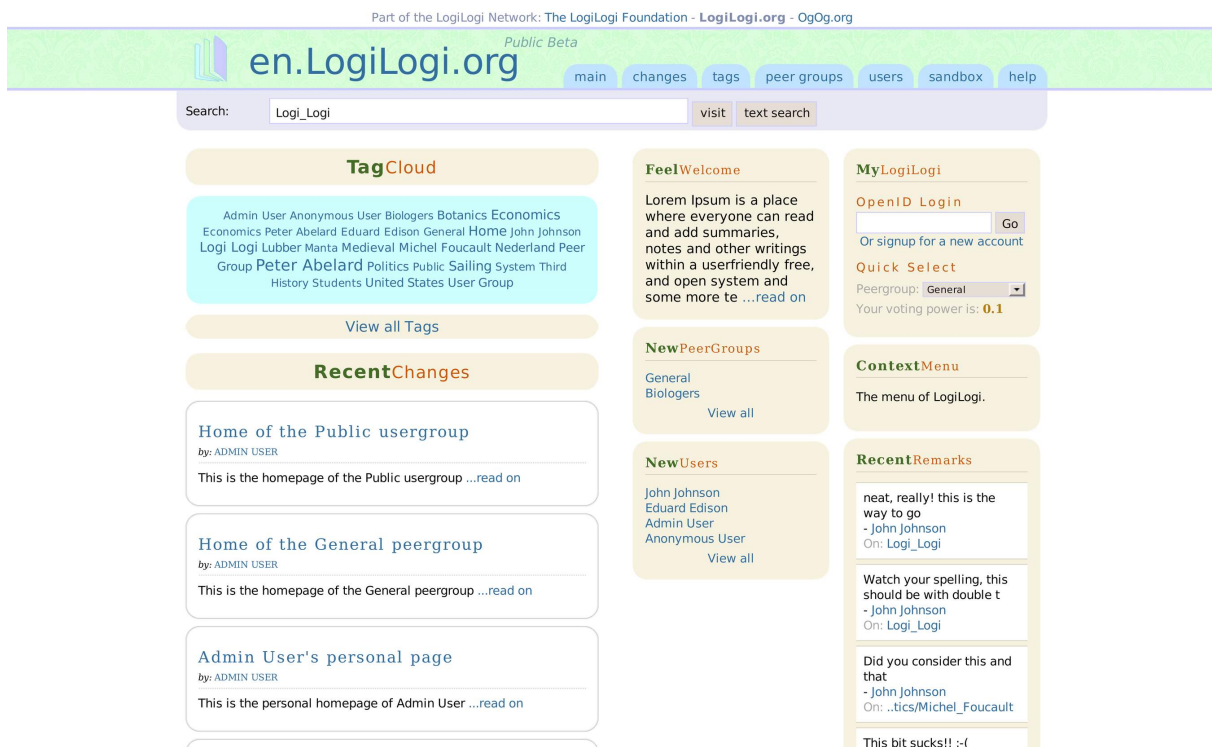 Part of the LogiLogi Network: The LogiLogi Foundation - LogiLogi.org - OgOg.org
Public Beta
en.LogiLogi.org
main changes tags peer groups users sandbox help
Search: Logi_Logi visit text search
TagCloud
Admin User Anonymous User Biologers Botanics Economics
Economics Peter Abelard Eduard Edison General Home John Johnson
Logi Logi Lubber Manta Medieval Michel Foucault Nederland Peer
Group Peter Abelard Politics Public Sailing System Third
History Students United States User Group
View all Tags
RecentChanges
Home of the Public usergroup
by: ADMIN USER
This is the homepage of the Public usergroup ...read on
Home of the General peergroup
by: ADMIN USER
This is the homepage of the General peergroup ...read on
Admin User's personal page
by: ADMIN USER
This is the personal homepage of Admin User ...read on
FeelWelcome
Lorem Ipsum is a place
where everyone can read
and add summaries,
notes and other writings
within a userfriendly free,
and open system and
some more te ...read on
NewPeerGroups
General
Biologers
View all
NewUsers
John Johnson
Eduard Edison
Admin User
Anonymous User
View all
MyLogiLogi
OpenID Login
Go
Or signup for a new account
Quick Select
Peergroup: General
Your voting power is: 0.1
ContextMenu
The menu of LogiLogi.
RecentRemarks
neat, really! this is the
way to go
- John Johnson
On: Logi_Logi
Watch your spelling, this
should be with double t
- John Johnson
On: Logi_Logi
Did you consider this and
that
- John Johnson
On: ..tics/Michel_Foucault
This bit sucks!! :-(